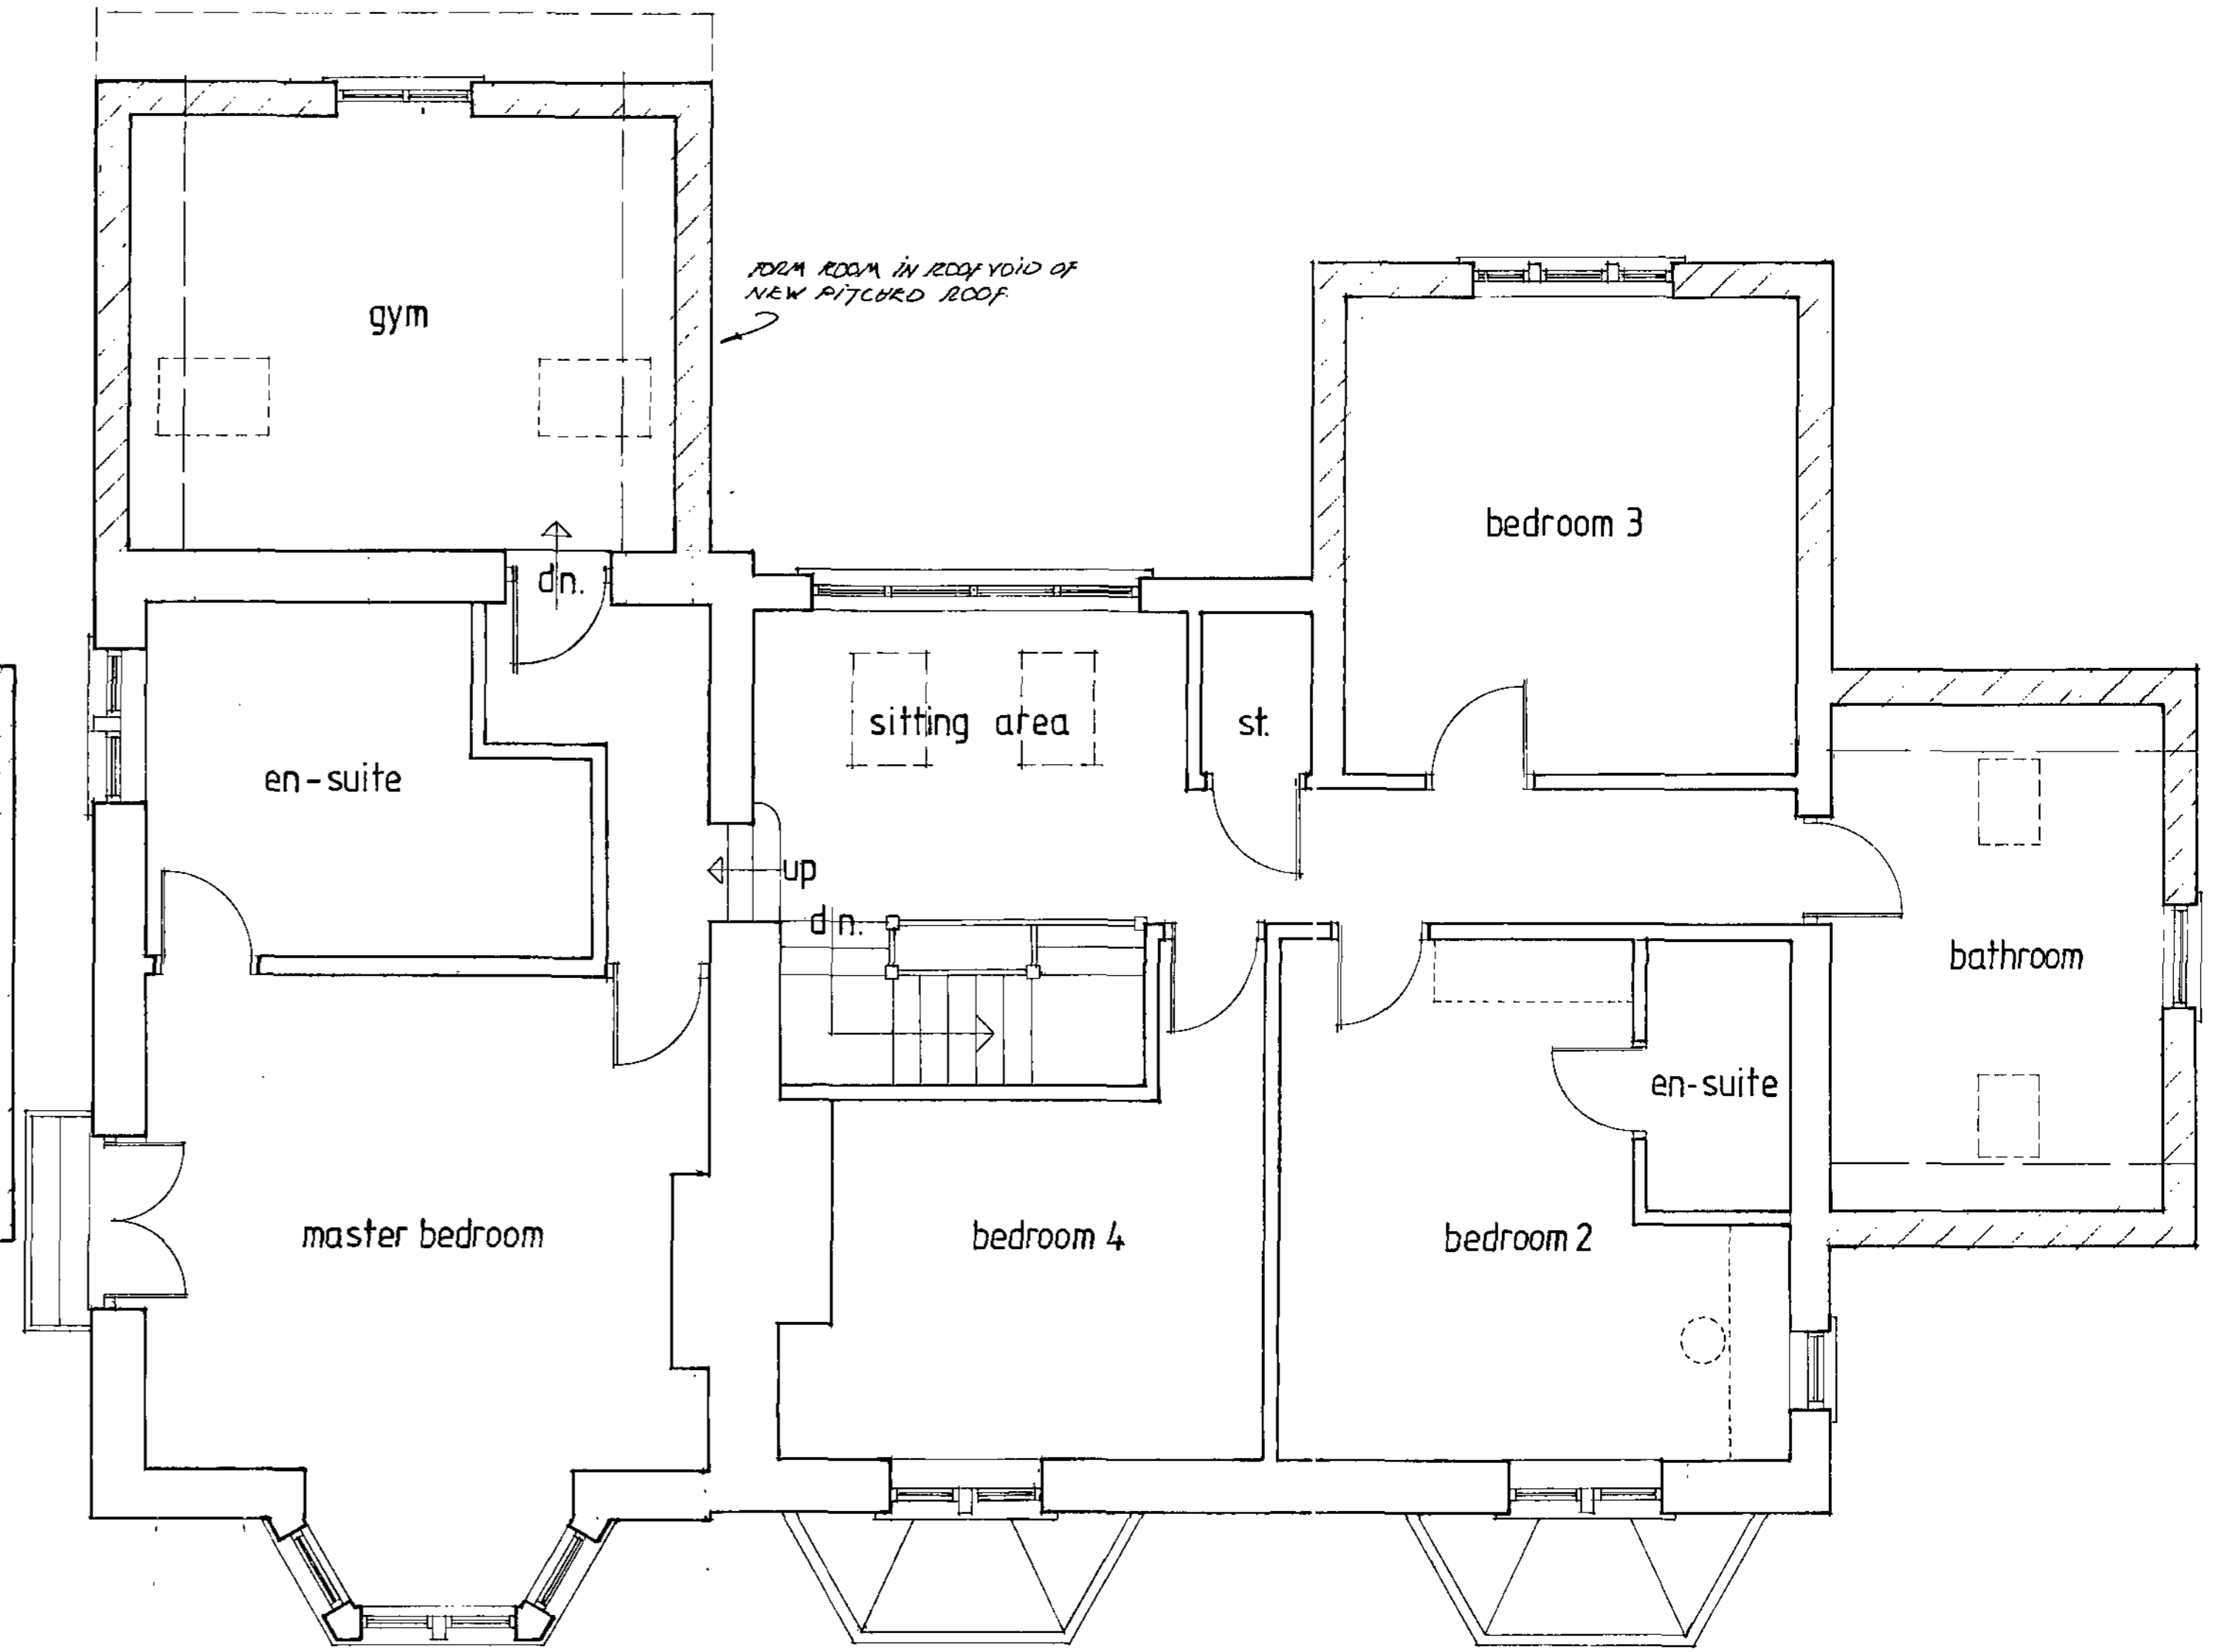 FORM ROOM IN ROOF VOID OF
NEW PITCHED ROOF
gym
bedroom 3
dn.
sitting area
st.
en-suite
up
dn.
bathroom
en-suite
master bedroom
bedroom 4
bedroom 2